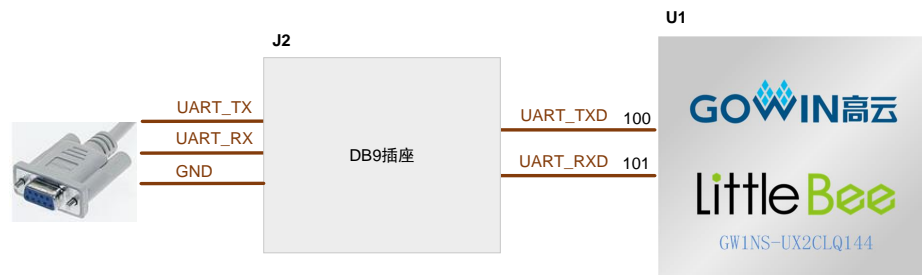 J2
U1
UART_TX
UART_RX
GND
DB9插座
UART_TXD 100
UART_RXD 101
GOWIN高云
LittleBee
GW1NS-UX2CLQ144